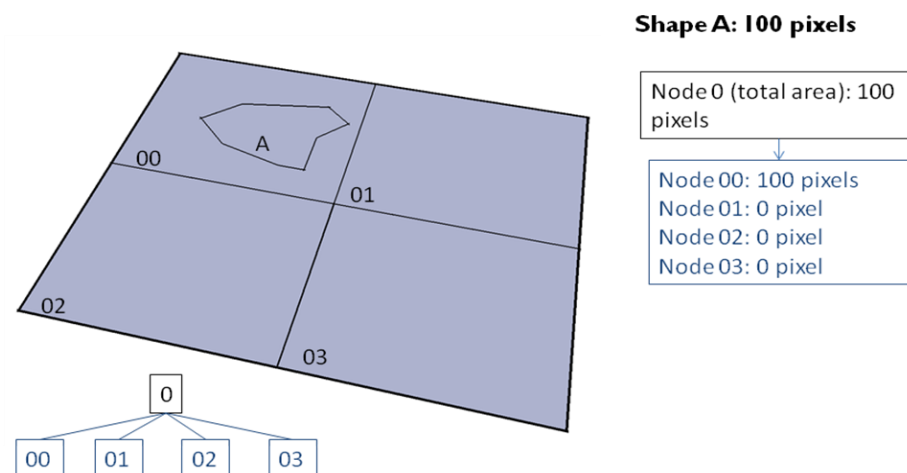 Shape A: 100 pixels
Node 0 (total area): 100
pixels
Node 00: 100 pixels
Node 01: 0 pixel
Node 02: 0 pixel
Node 03: 0 pixel
A
00
01
02
03
0
00
01
02
03